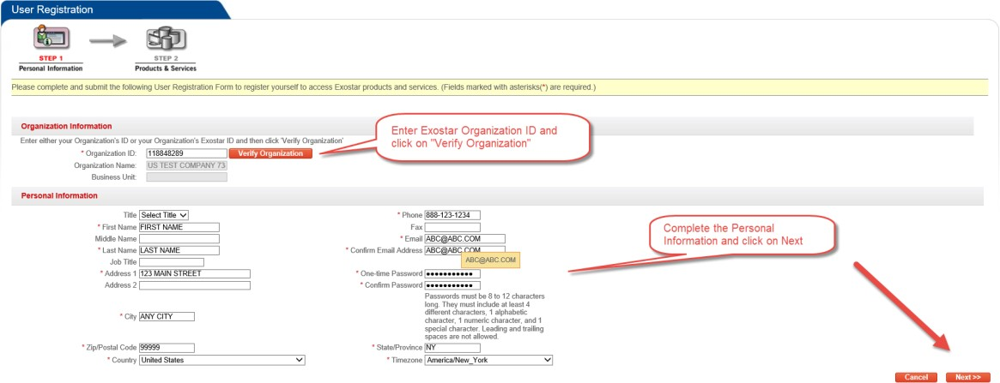 User Registration
STEP 1
Personal Information
STEP 2
Products & Services
Please complete and submit the following User Registration Form to register yourself to access Exostar products and services. (Fields marked with asterisks(*) are required.)
Organization Information
Enter either your Organization's ID or your Organization's Exostar ID and then click 'Verify Organization'
* Organization ID: 118848289 Verify Organization
Organization Name: US TEST COMPANY 73
Business Unit:
Enter Exostar Organization ID and
click on "Verify Organization"
Personal Information
Title Select Title
* First Name FIRST NAME
Middle Name
* Last Name LAST NAME
Job Title
* Address 1 123 MAIN STREET
Address 2
* City ANY CITY
* Zip/Postal Code 99999
* Country United States
* Phone 888-123-1234
Fax
* Email ABC@ABC.COM
* Confirm Email Address ABC@ABC.COM
ABC@ABC.COM
* One-time Password •••••••••••
* Confirm Password •••••••••••
Passwords must be 8 to 12 characters
long. They must include at least 4
different characters, 1 alphabetic
character, 1 numeric character, and 1
special character. Leading and trailing
spaces are not allowed.
* State/Province NY
* Timezone America/New_York
Complete the Personal
Information and click on Next
Cancel Next >>